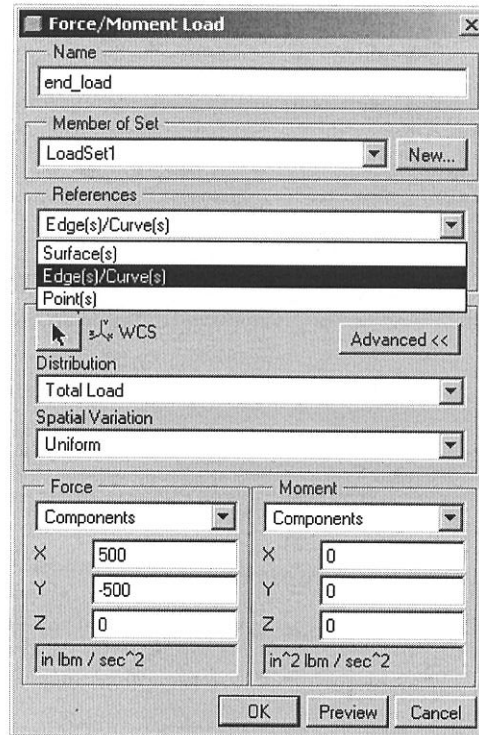 Force/Moment Load
Name
end_load
Member of Set
LoadSet1
New...
References
Edge(s)/Curve(s)
Surface(s)
Edge(s)/Curve(s)
Point(s)
WCS
Advanced <<
Distribution
Total Load
Spatial Variation
Uniform
Force
Components
X 500
Y -500
Z 0
in lbm / sec^2
Moment
Components
X 0
Y 0
Z 0
in^2 lbm / sec^2
OK Preview Cancel